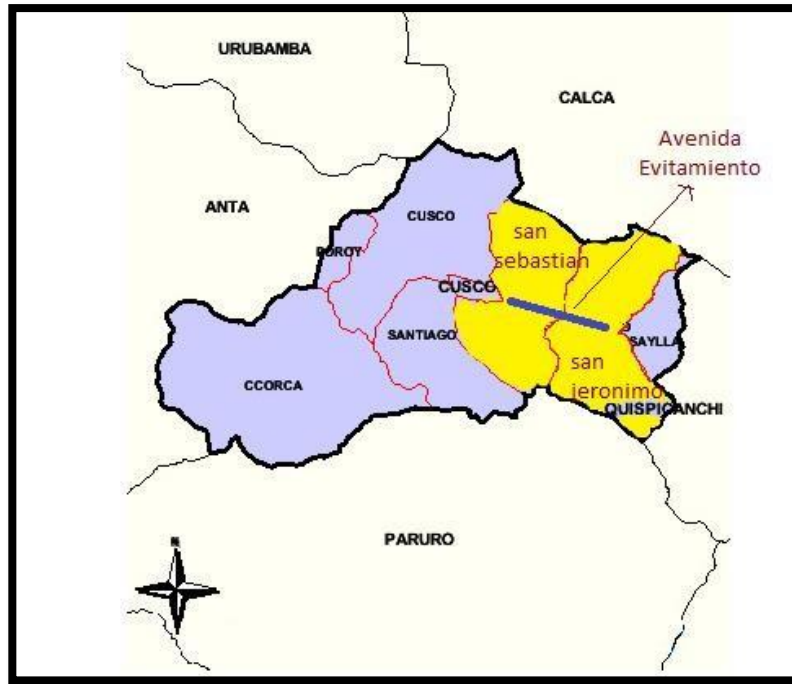 URUBAMBA
CALCA
Avenida
Evitamiento
ANTA
CUSCO
san
sebastian
POROY
CUSCO
SANTIAGO
SAYLLA
CCORCA
san
jeronimo
QUISPICANCHI
PARURO
N